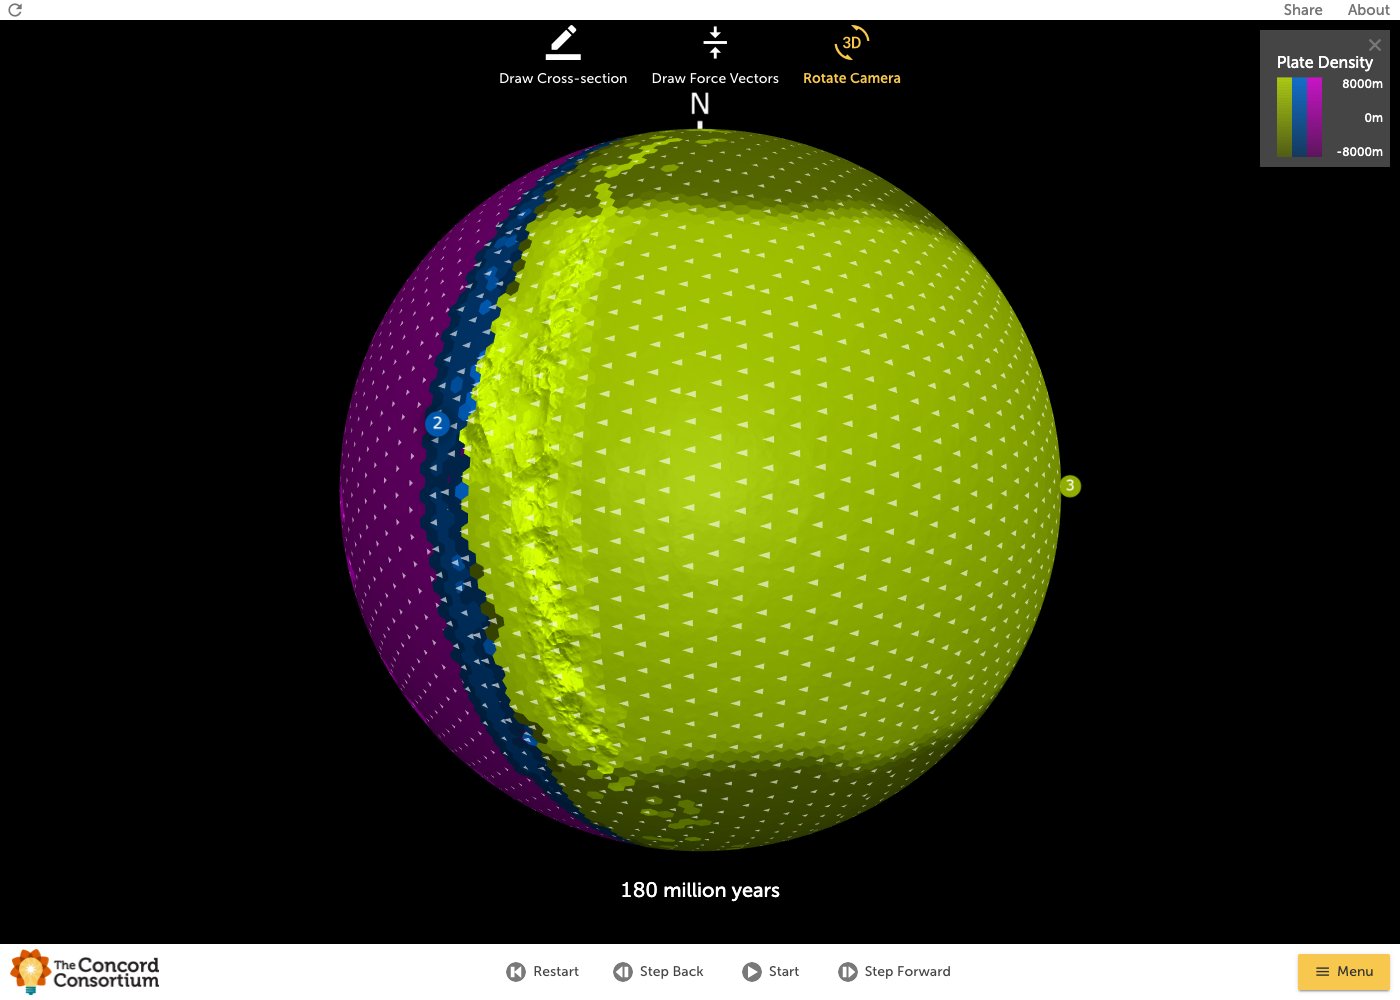 Share About
Draw Cross-section Draw Force Vectors Rotate Camera
3D
N
Plate Density
8000m
0m
-8000m
2
3
180 million years
The Concord
Consortium
Restart Step Back Start Step Forward
Menu